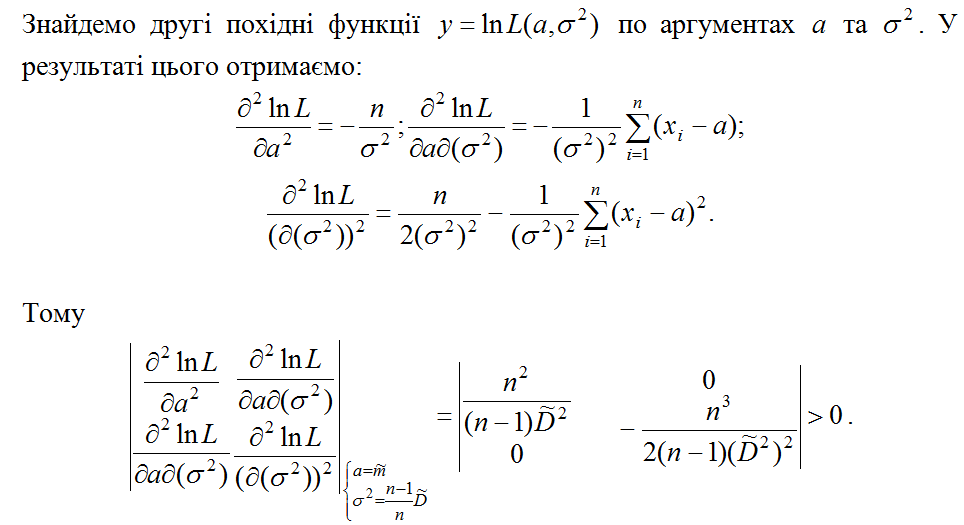 Знайдемо другі похідні функції y = ln L(a,σ²) по аргументах a та σ². У
результаті цього отримаємо:
∂² ln L / ∂a² = − n / σ²; ∂² ln L / ∂a∂(σ²) = − 1 / (σ²)² ∑_{i=1}^{n} (x_i − a);
∂² ln L / (∂(σ²))² = n / 2(σ²)² − 1 / (σ²)² ∑_{i=1}^{n} (x_i − a)².
Тому
| ∂² ln L / ∂a²   ∂² ln L / ∂a∂(σ²) ; ∂² ln L / ∂a∂(σ²)   ∂² ln L / (∂(σ²))² |_{a=m̃, σ²=(n−1)/n D̃} = | n² / (n−1)D̃²   0 ; 0   − n³ / 2(n−1)(D̃²)² | > 0.